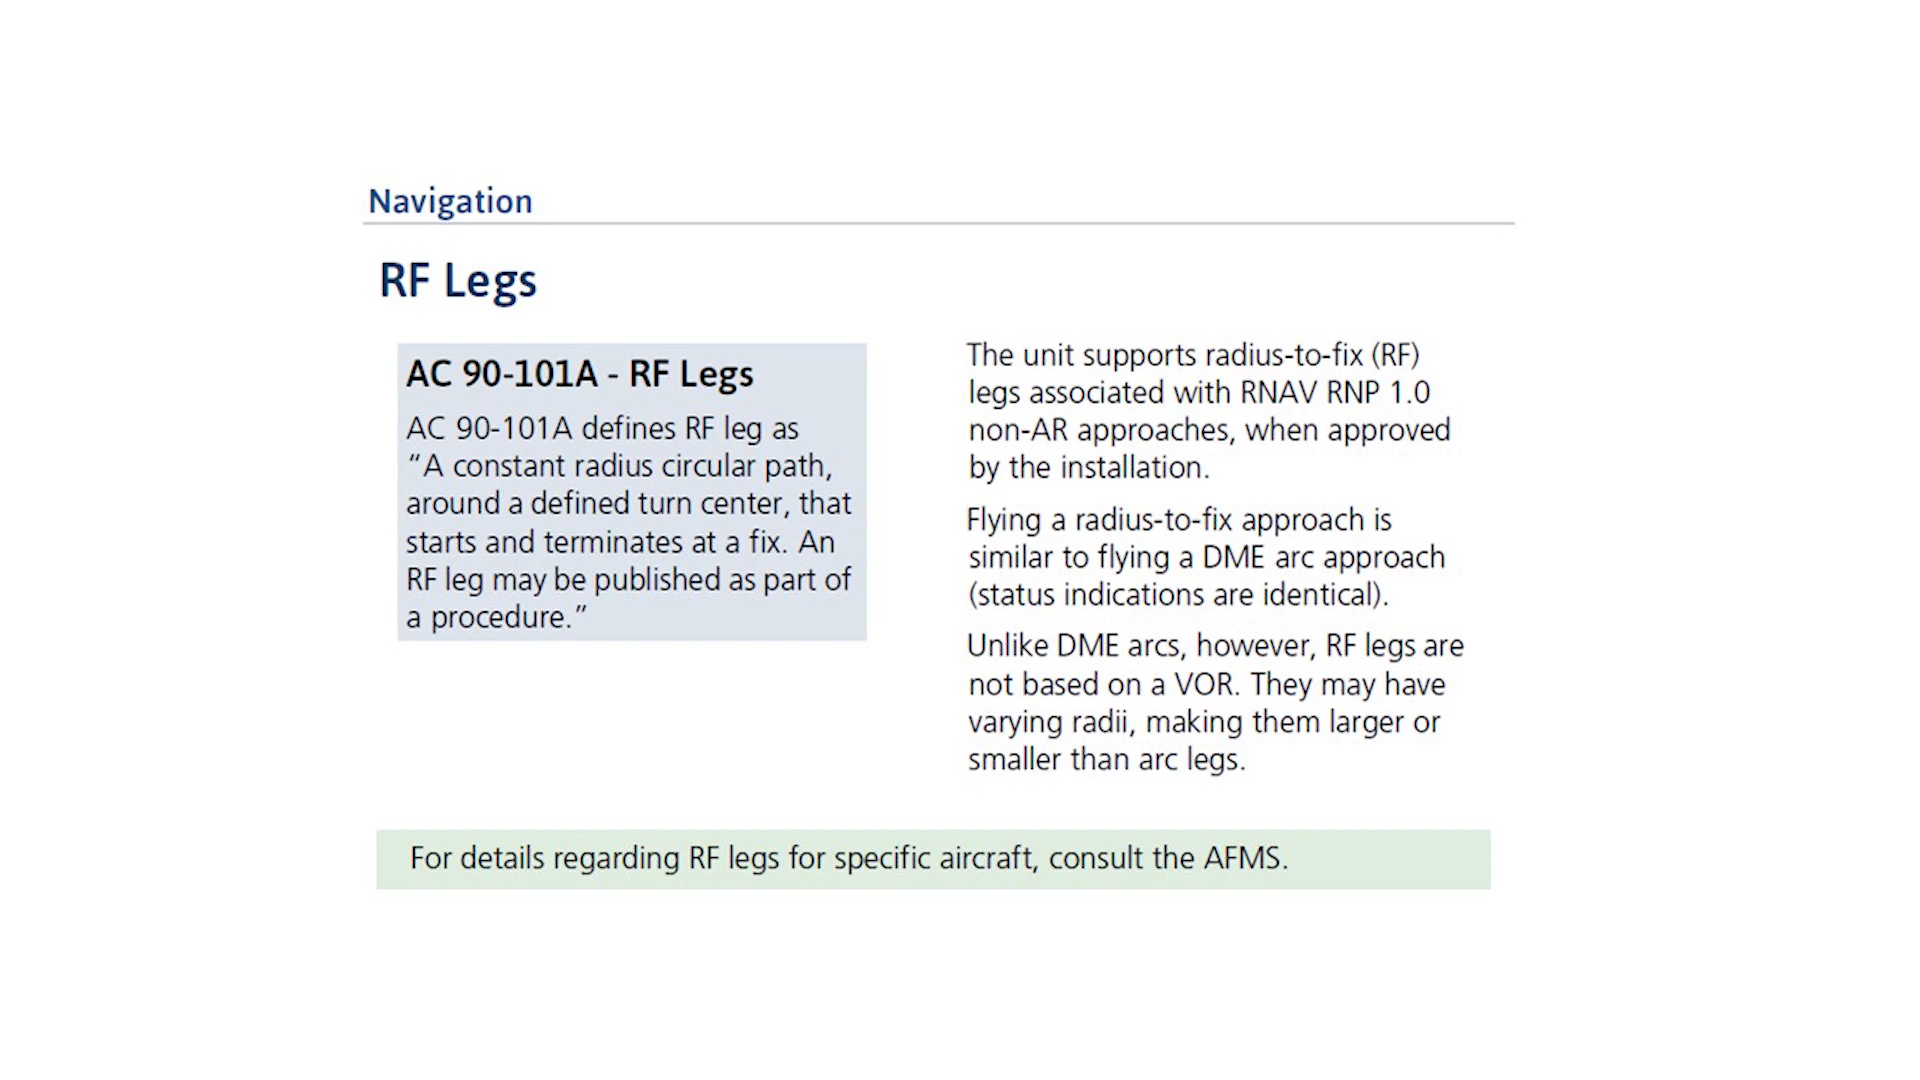 Navigation
RF Legs
AC 90-101A - RF Legs
AC 90-101A defines RF leg as
“A constant radius circular path,
around a defined turn center, that
starts and terminates at a fix. An
RF leg may be published as part of
a procedure.”
The unit supports radius-to-fix (RF)
legs associated with RNAV RNP 1.0
non-AR approaches, when approved
by the installation.
Flying a radius-to-fix approach is
similar to flying a DME arc approach
(status indications are identical).
Unlike DME arcs, however, RF legs are
not based on a VOR. They may have
varying radii, making them larger or
smaller than arc legs.
For details regarding RF legs for specific aircraft, consult the AFMS.